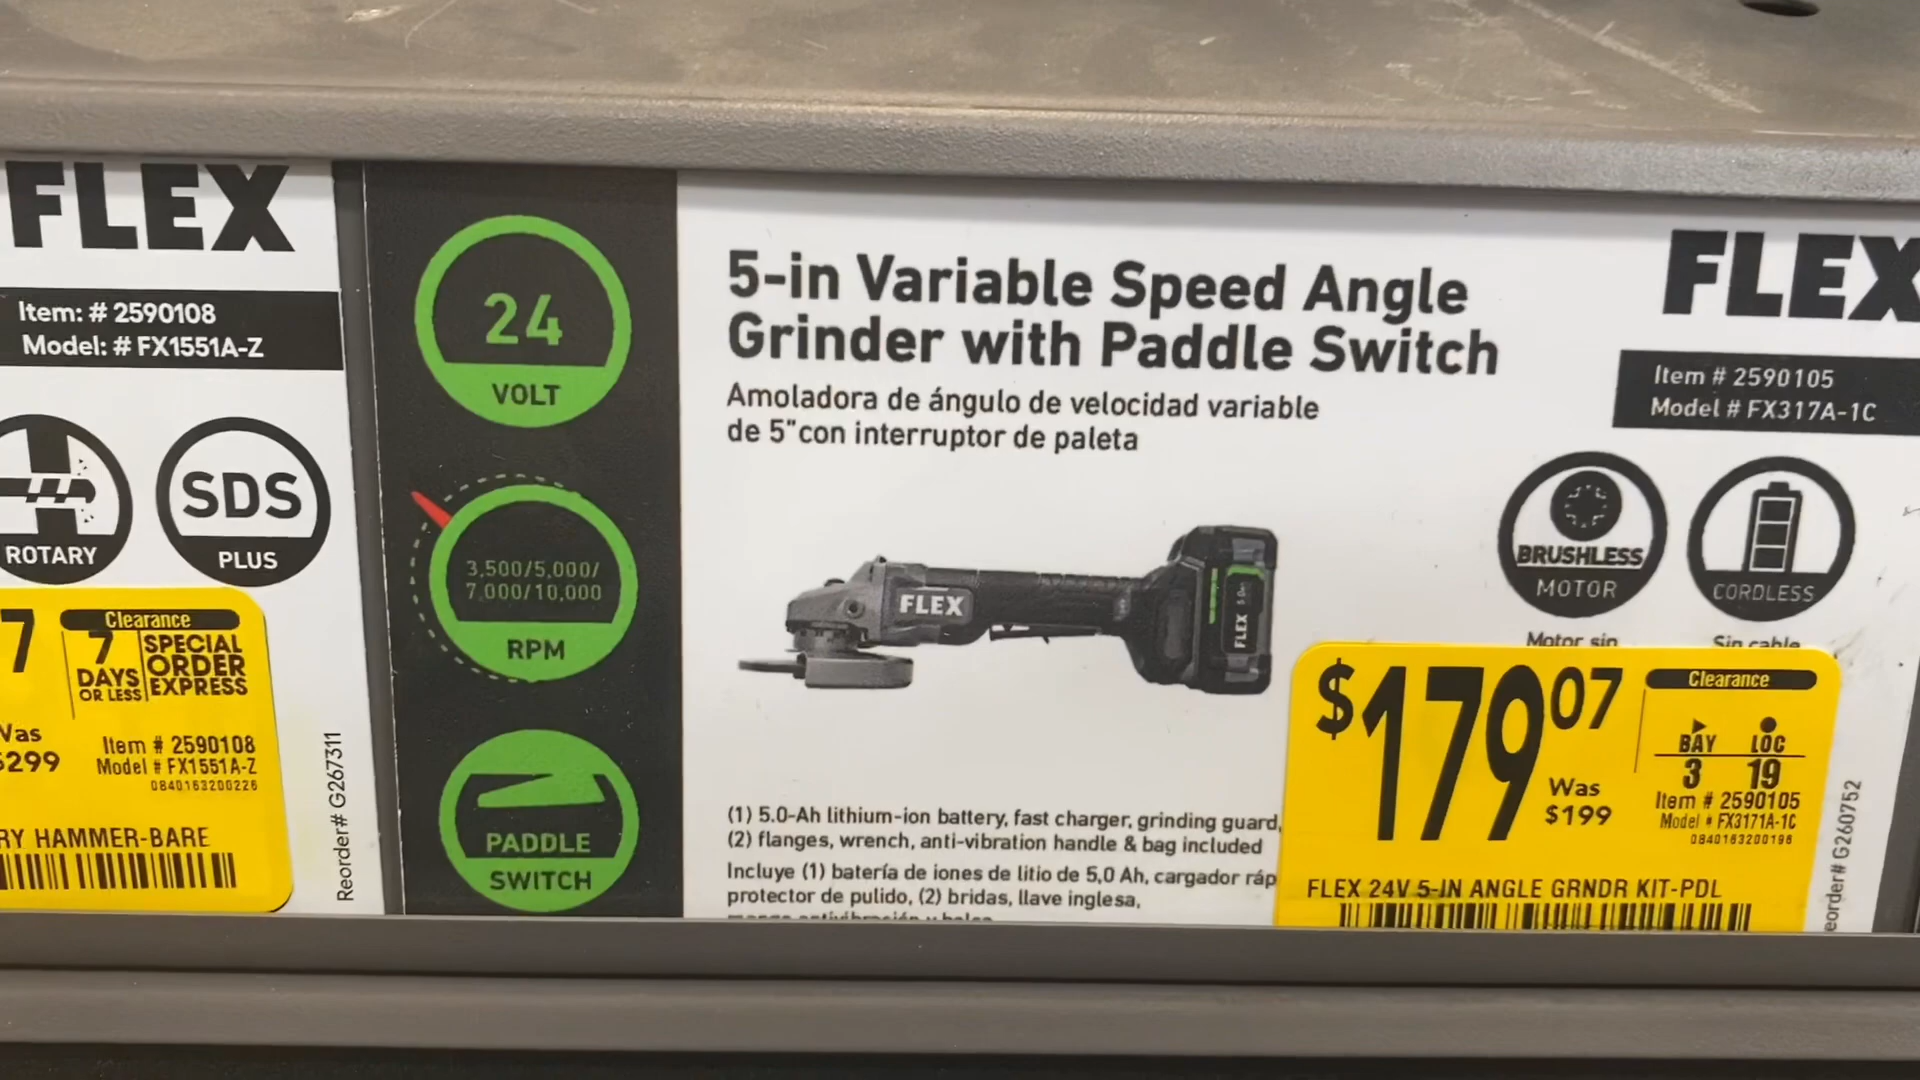 FLEX
Item: # 2590108
Model: # FX1551A-Z
ROTARY
SDS
PLUS
7
Clearance
7
DAYS
OR LESS
SPECIAL
ORDER
EXPRESS
Was
$299
Item # 2590108
Model # FX1551A-Z
0840163200226
RY HAMMER-BARE
Reorder# G267311
24
VOLT
3,500/5,000/
7,000/10,000
RPM
PADDLE
SWITCH
5-in Variable Speed Angle
Grinder with Paddle Switch
Amoladora de ángulo de velocidad variable
de 5"con interruptor de paleta
FLEX
FLEX 5.0Ah
(1) 5.0-Ah lithium-ion battery, fast charger, grinding guard,
(2) flanges, wrench, anti-vibration handle & bag included
Incluye (1) batería de iones de litio de 5,0 Ah, cargador ráp
protector de pulido, (2) bridas, llave inglesa,
FLEX
Item # 2590105
Model # FX317A-1C
BRUSHLESS
MOTOR
Motor sin
CORDLESS
Sin cable
$179 07
Was
$199
Clearance
BAY LOC
3 19
Item # 2590105
Model # FX3171A-1C
0840163200196
FLEX 24V 5-IN ANGLE GRNDR KIT-PDL
eorder# G260752